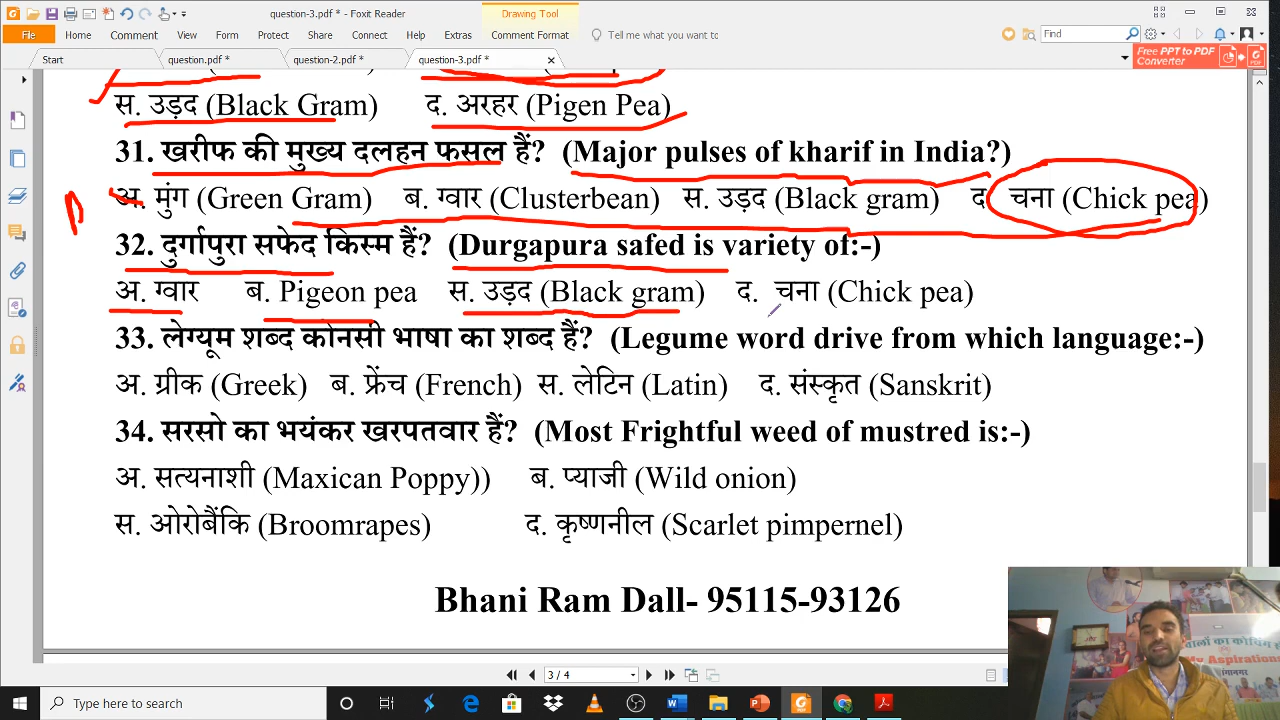 question-3.pdf * - Foxit Reader
Drawing Tool
File Home Comment View Form Protect Share Connect Help Extras Comment Format Tell me what you want to Find
Start question.pdf * question-2.pdf * question-3.pdf *
Free PPT to PDF
Converter
स. उड़द (Black Gram) द. अरहर (Pigen Pea)
31. खरीफ की मुख्य दलहन फसल हैं? (Major pulses of kharif in India?)
अ. मुंग (Green Gram) ब. ग्वार (Clusterbean) स. उड़द (Black gram) द चना (Chick pea)
32. दुर्गापुरा सफेद किस्म हैं? (Durgapura safed is variety of:-)
अ. ग्वार ब. Pigeon pea स. उड़द (Black gram) द. चना (Chick pea)
33. लेग्यूम शब्द कोनसी भाषा का शब्द हैं? (Legume word drive from which language:-)
अ. ग्रीक (Greek) ब. फ्रेंच (French) स. लेटिन (Latin) द. संस्कृत (Sanskrit)
34. सरसो का भयंकर खरपतवार हैं? (Most Frightful weed of mustred is:-)
अ. सत्यनाशी (Maxican Poppy)) ब. प्याजी (Wild onion)
स. ओरोबैंकि (Broomrapes) द. कृष्णनील (Scarlet pimpernel)
Bhani Ram Dall- 95115-93126
वालों का कोचिंग
My Aspirations
गंगानगर
3 / 4
Type here to search